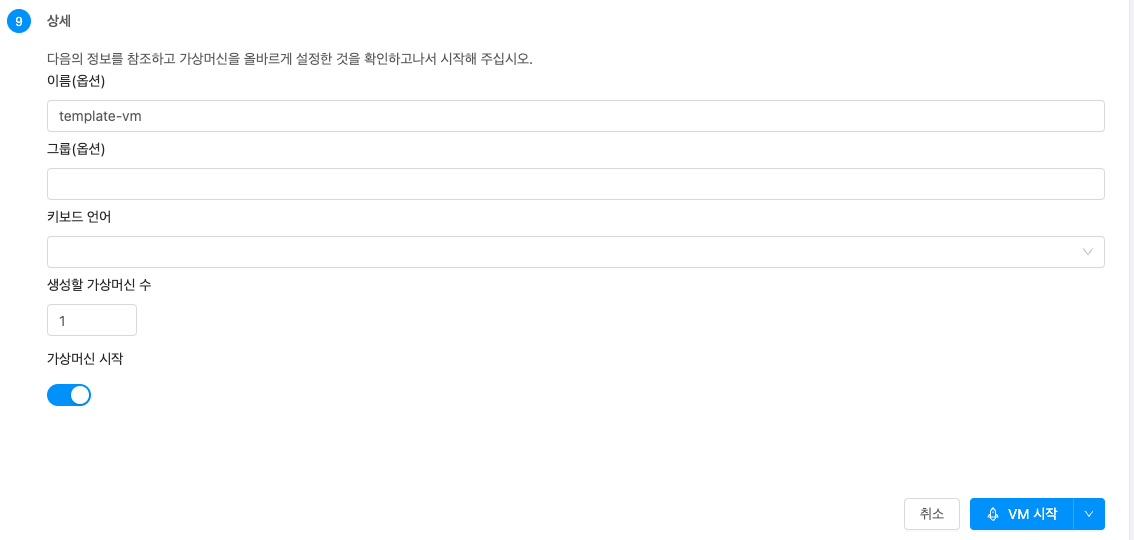 9 상세
다음의 정보를 참조하고 가상머신을 올바르게 설정한 것을 확인하고나서 시작해 주십시오.
이름(옵션)
template-vm
그룹(옵션)
키보드 언어
생성할 가상머신 수
1
가상머신 시작
취소 VM 시작